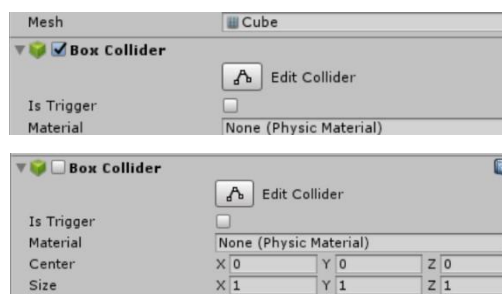 Mesh Cube
Box Collider
Edit Collider
Is Trigger
Material None (Physic Material)
Box Collider
Edit Collider
Is Trigger
Material None (Physic Material)
Center X 0 Y 0 Z 0
Size X 1 Y 1 Z 1